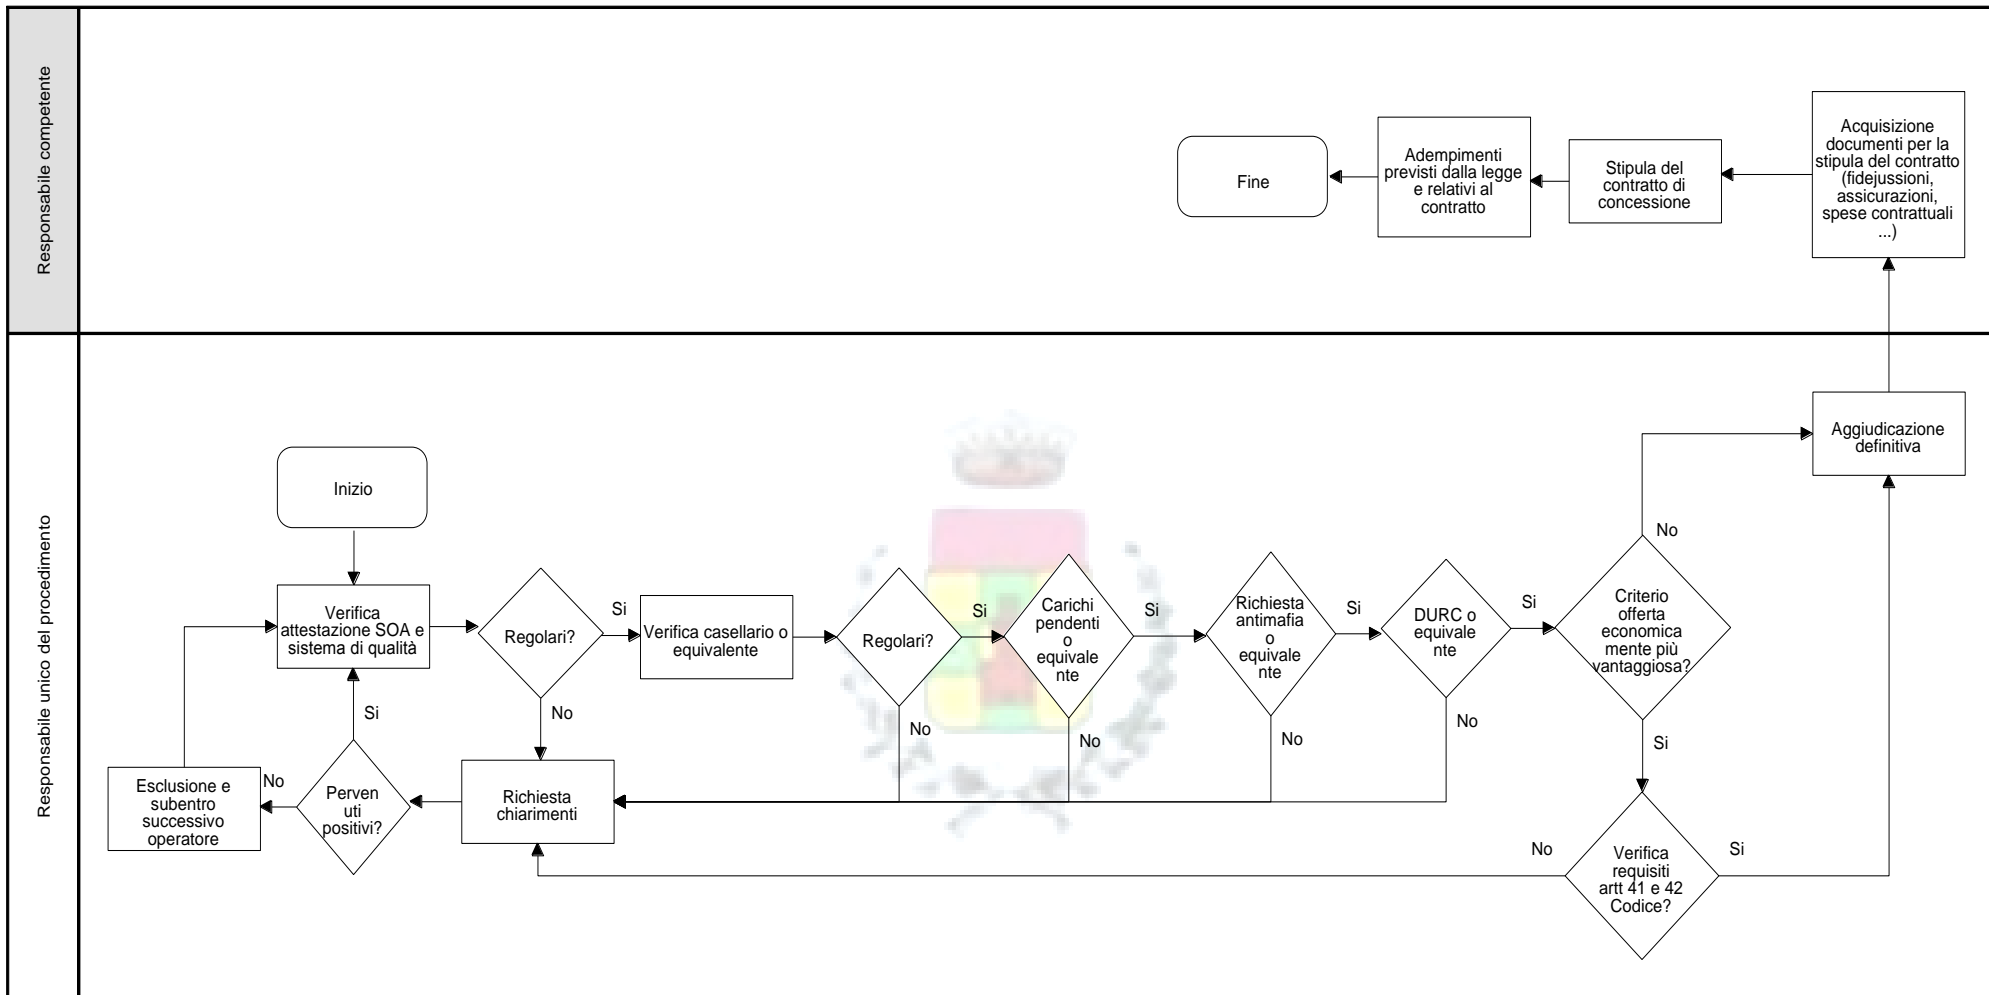 Responsabile competente
Fine
Adempimenti
previsti dalla legge
e relativi al
contratto
Stipula del
contratto di
concessione
Acquisizione
documenti per la
stipula del contratto
(fidejussioni,
assicurazioni,
spese contrattuali
...)
Responsabile unico del procedimento
Inizio
Verifica
attestazione SOA e
sistema di qualità
Regolari?
Si
No
Verifica casellario o
equivalente
Regolari?
Si
No
Carichi
pendenti
o
equivale
nte
Si
No
Richiesta
antimafia
o
equivale
nte
Si
No
DURC o
equivale
nte
Si
No
Criterio
offerta
economica
mente più
vantaggiosa?
No
Si
Aggiudicazione
definitiva
Verifica
requisiti
artt 41 e 42
Codice?
No
Si
Richiesta
chiarimenti
Perven
uti
positivi?
Si
No
Esclusione e
subentro
successivo
operatore